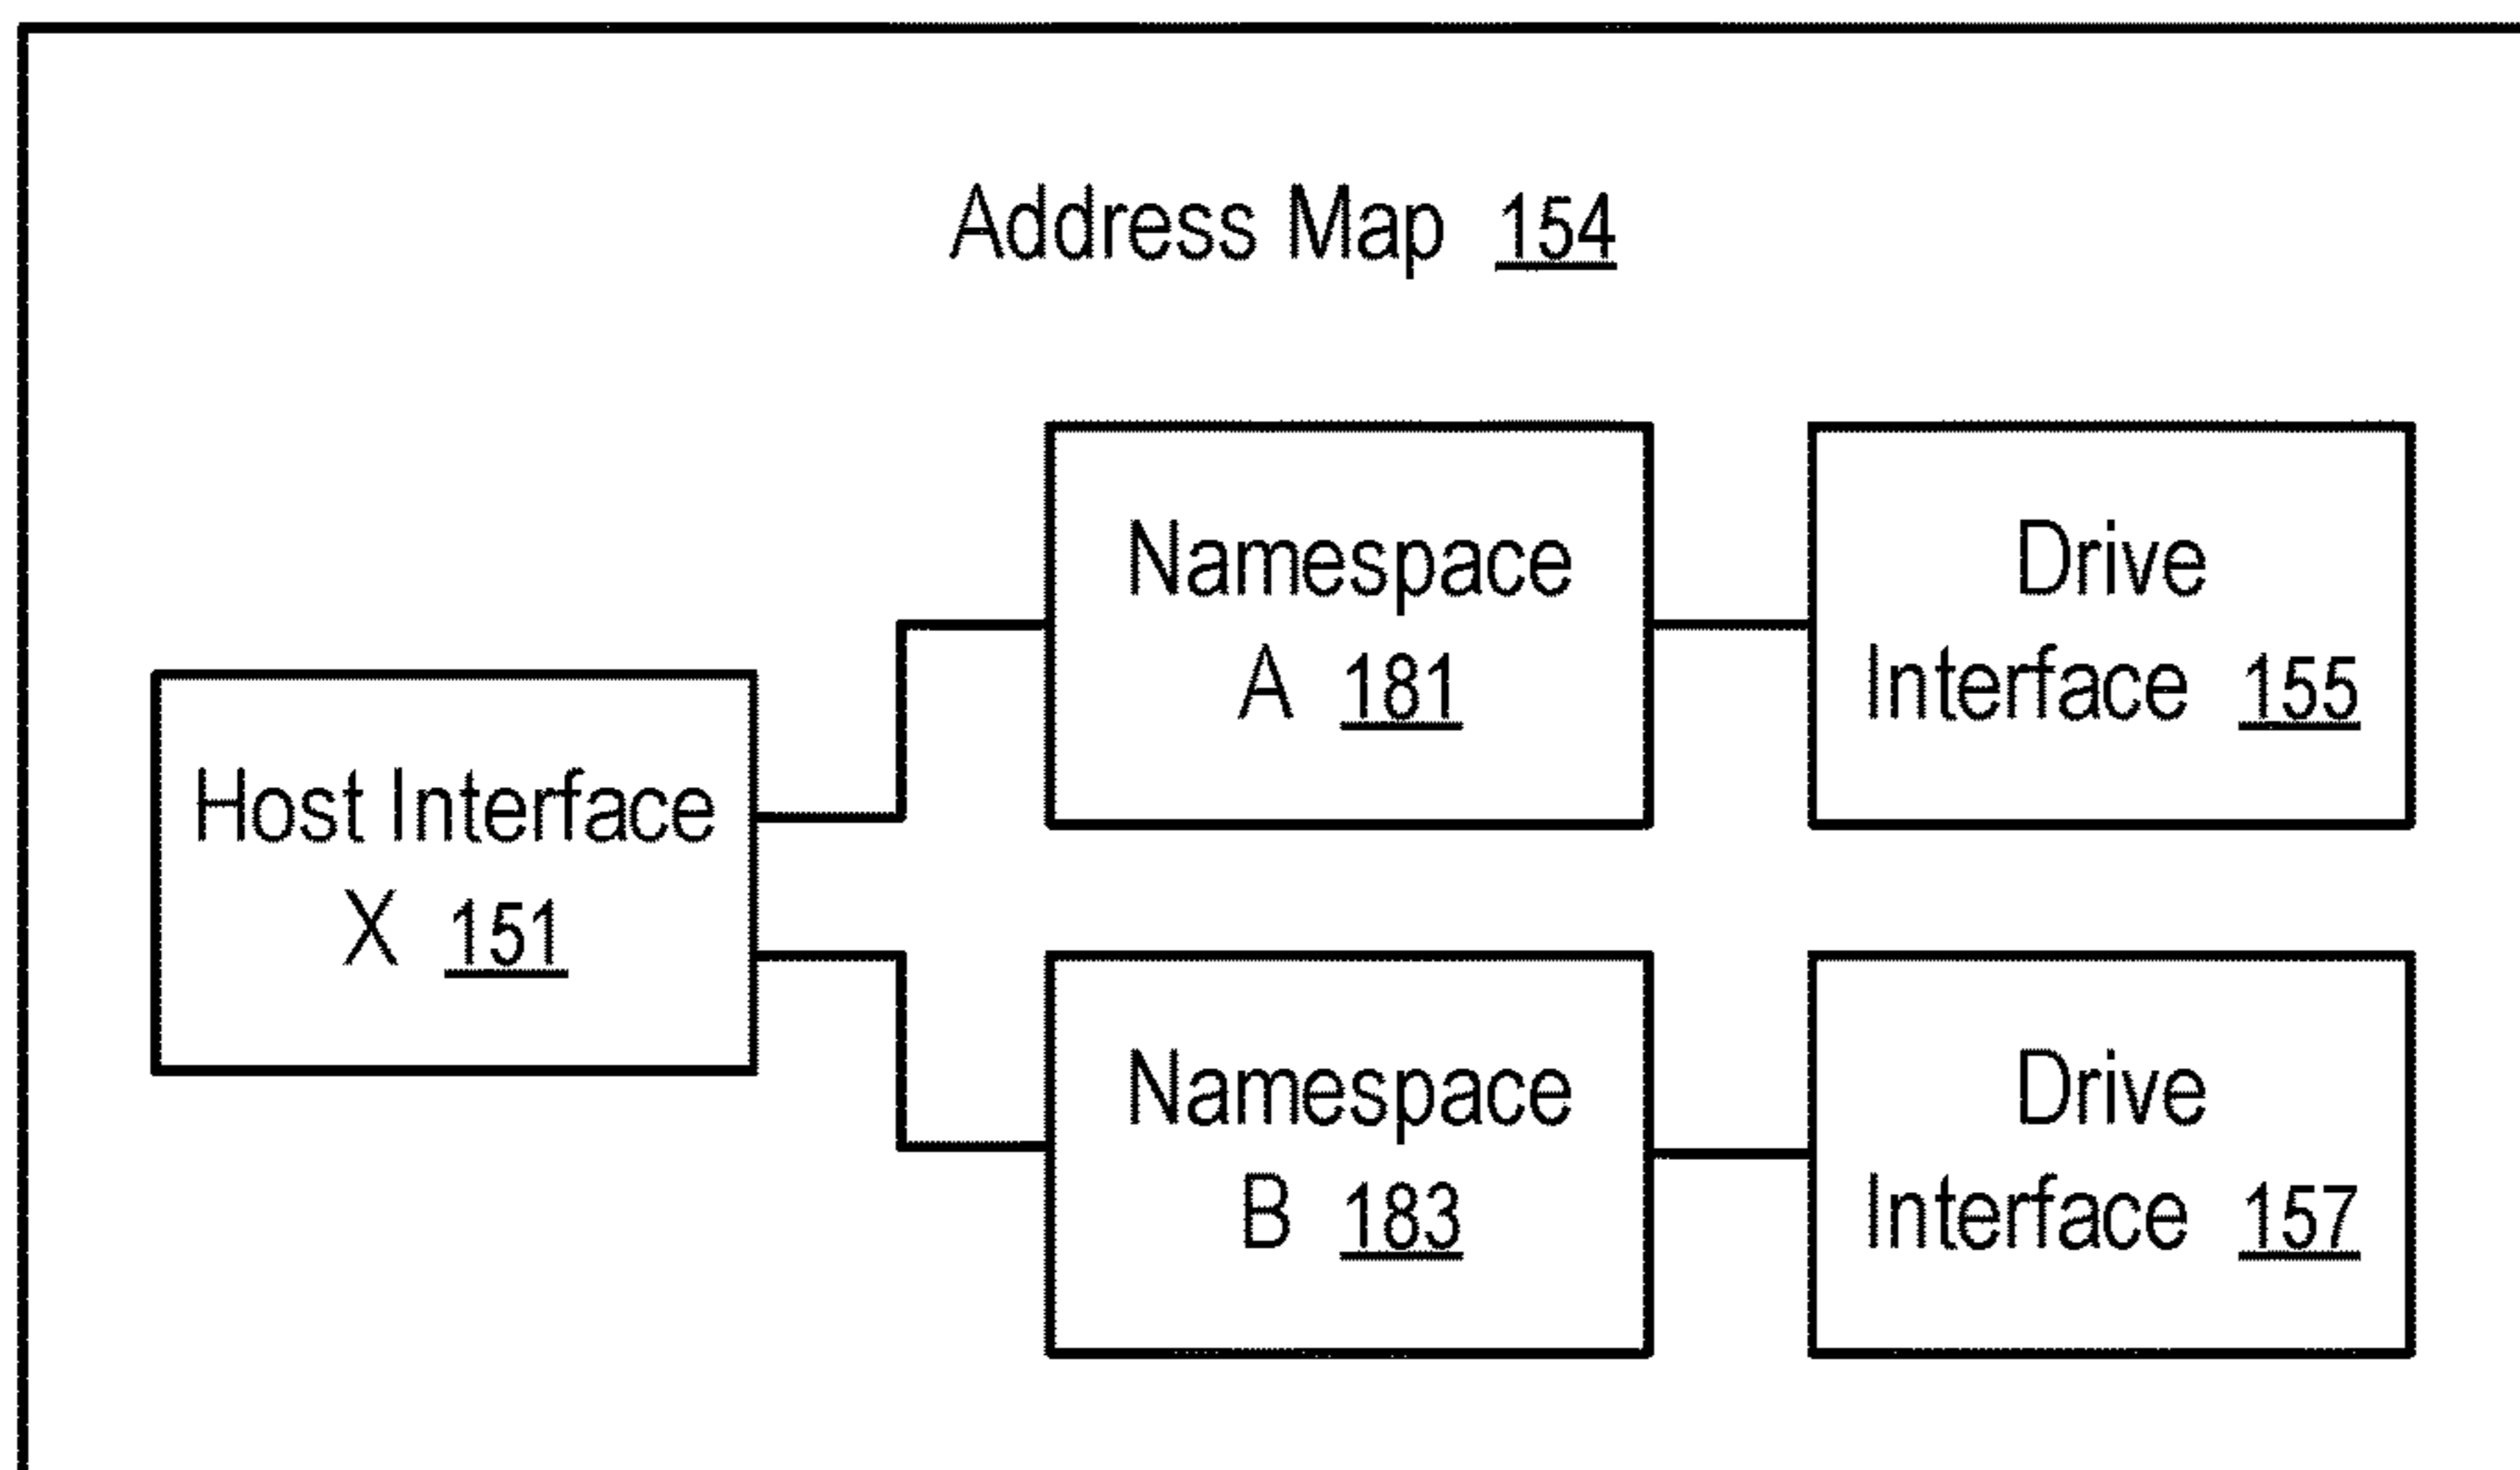 Address Map 154
Namespace
A 181
Drive
Interface 155
Host Interface
X 151
Namespace
B 183
Drive
Interface 157